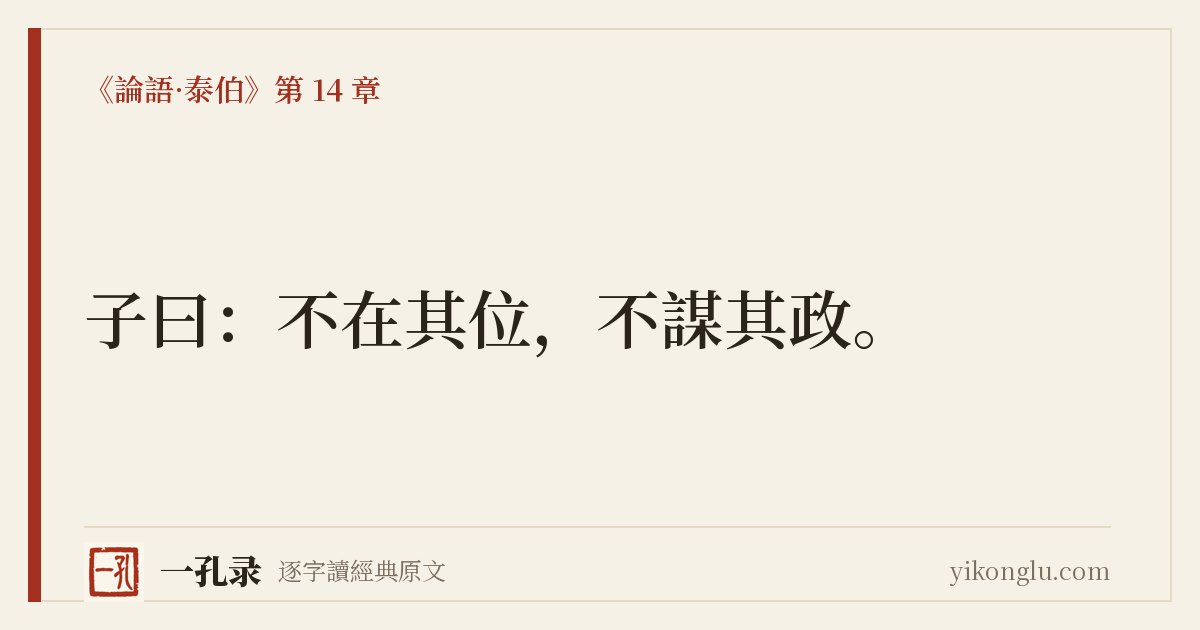 《論語·泰伯》第 14 章
子曰：不在其位，不謀其政。
一孔
一孔录 逐字讀經典原文
yikonglu.com